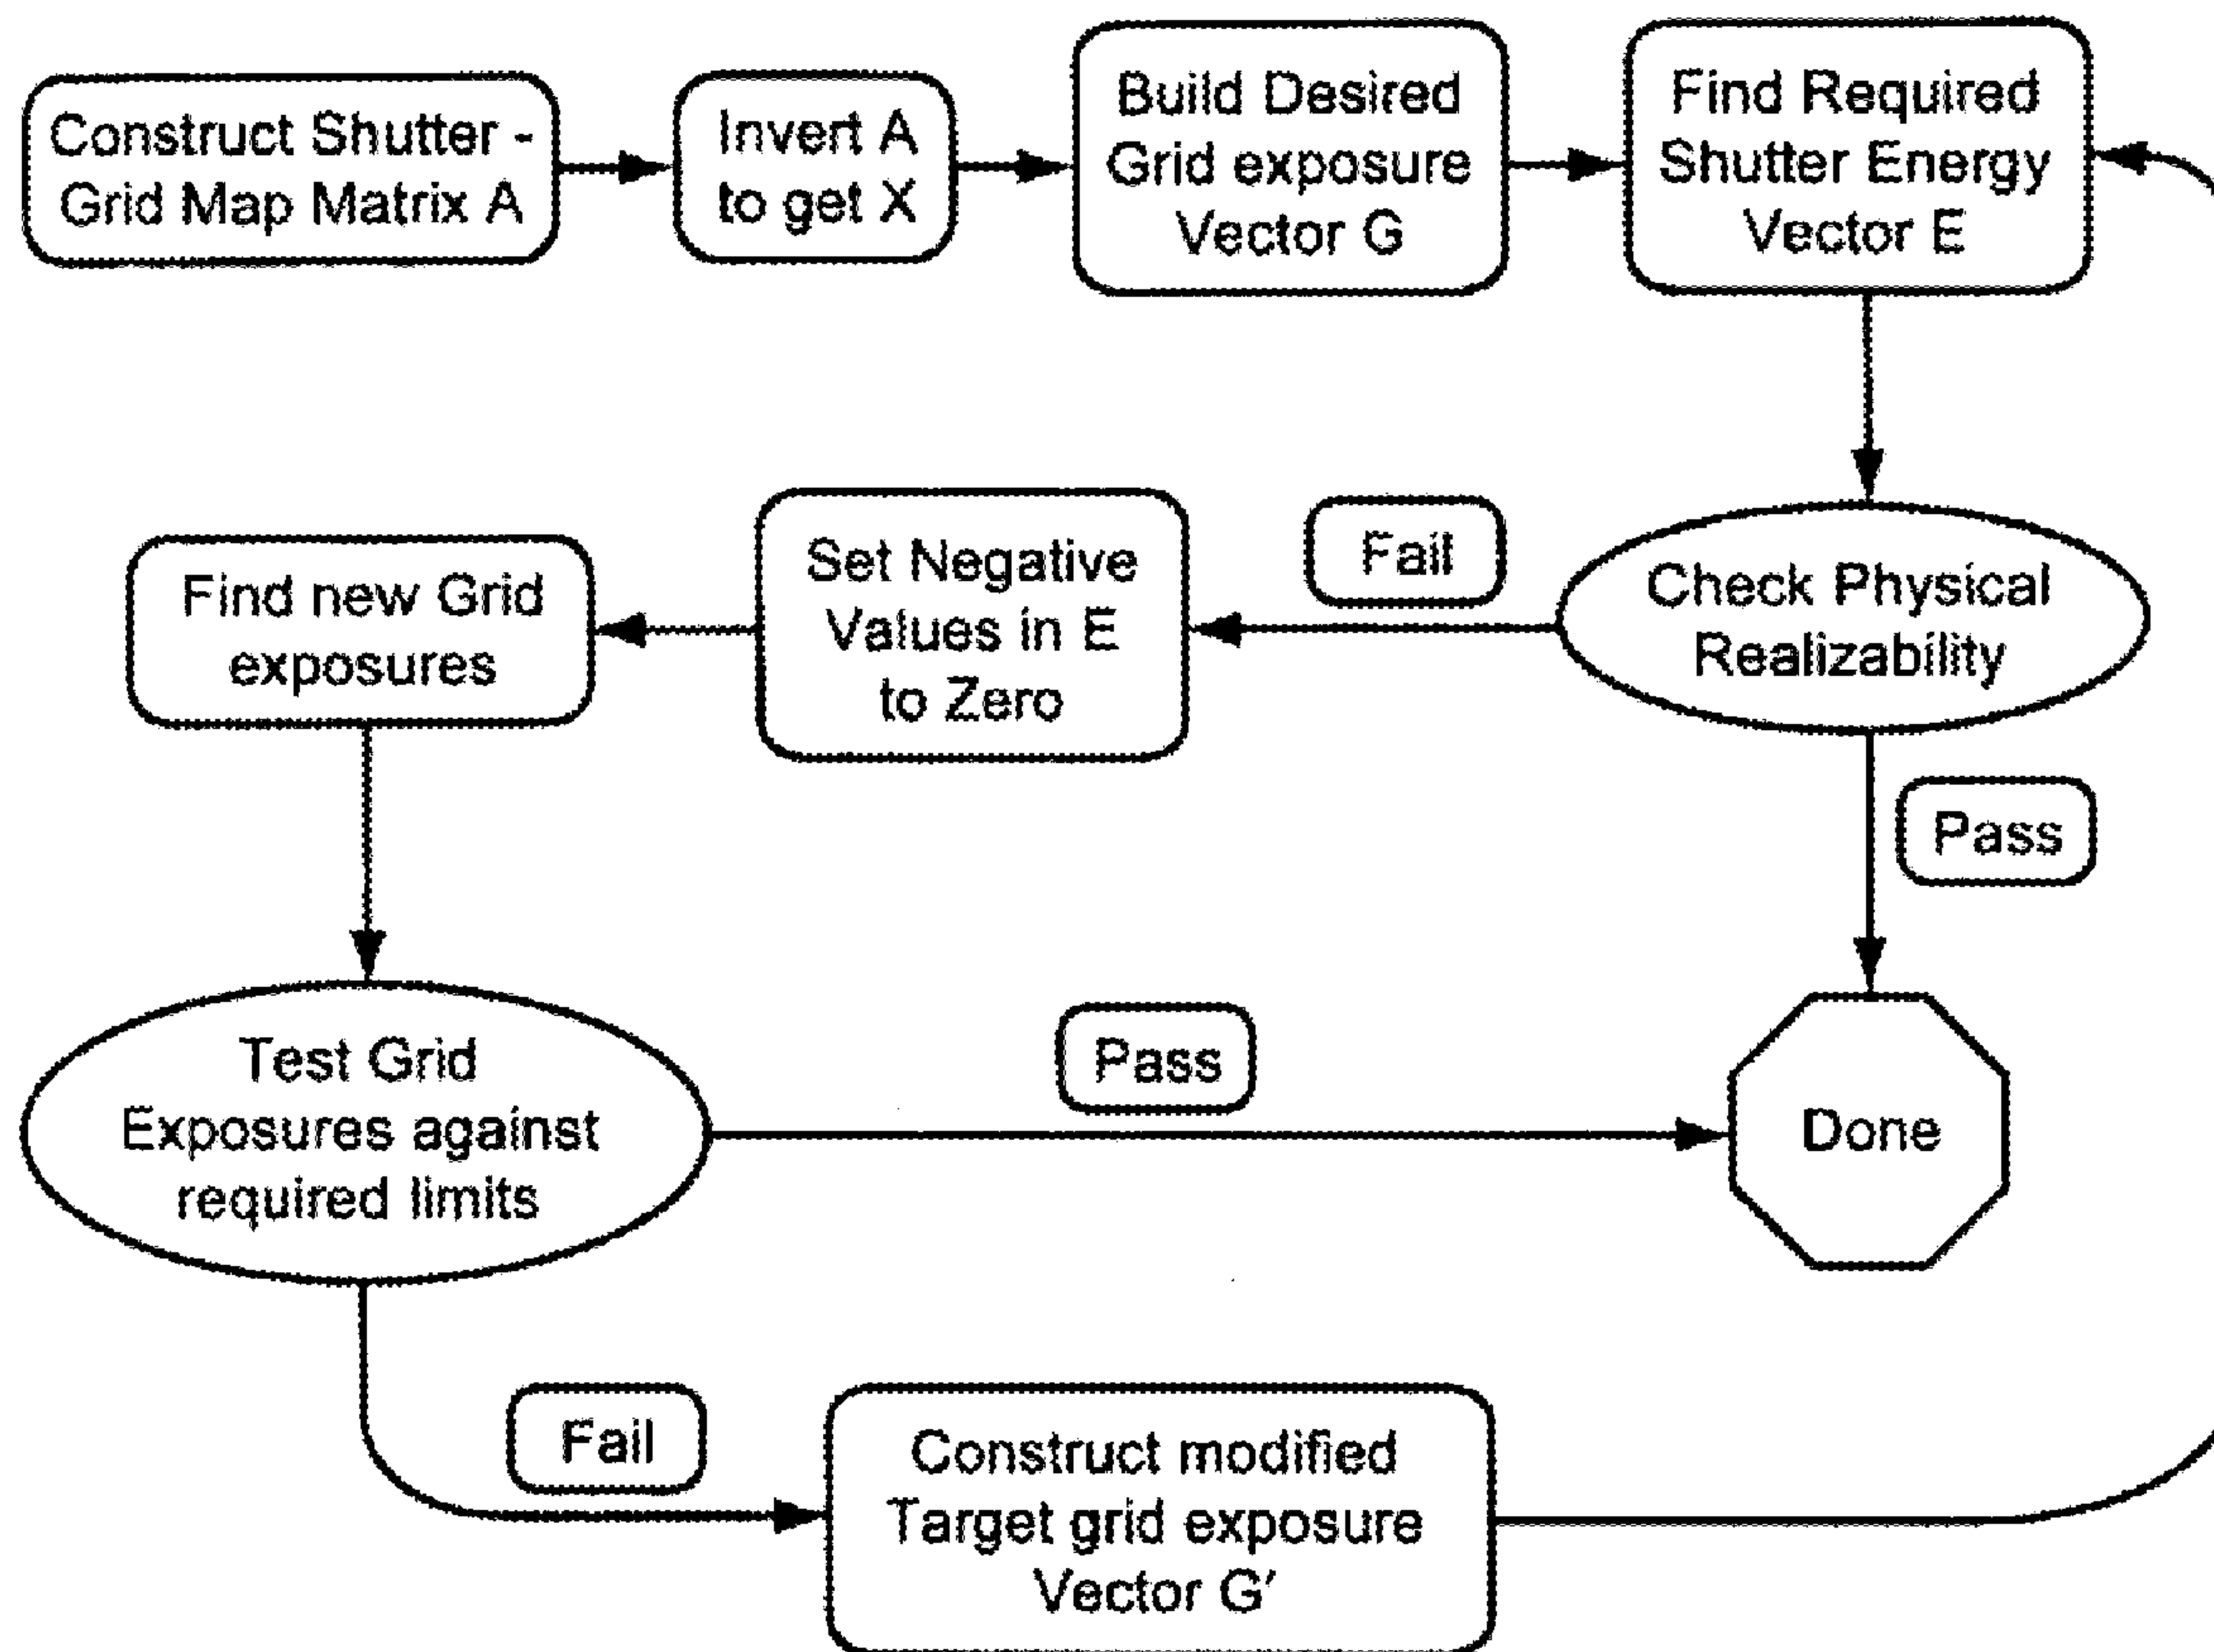 Construct Shutter -
Grid Map Matrix A
Invert A
to get X
Build Desired
Grid exposure
Vector G
Find Required
Shutter Energy
Vector E
Check Physical
Realizability
Fail
Set Negative
Values in E
to Zero
Find new Grid
exposures
Pass
Test Grid
Exposures against
required limits
Pass
Done
Fail
Construct modified
Target grid exposure
Vector G′